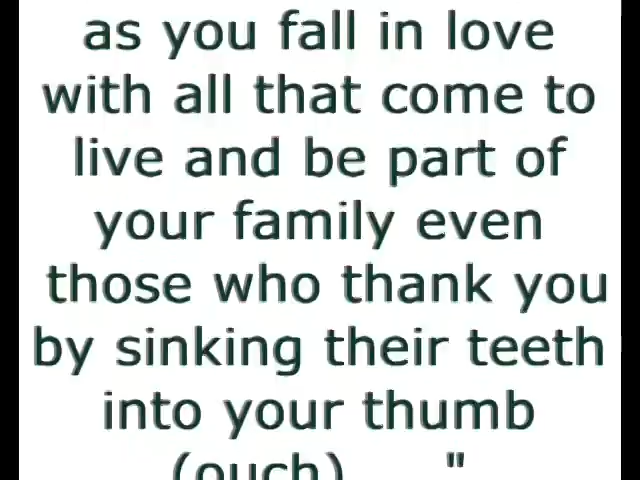 as you fall in love
with all that come to
live and be part of
your family even
those who thank you
by sinking their teeth
into your thumb
(ouch) "